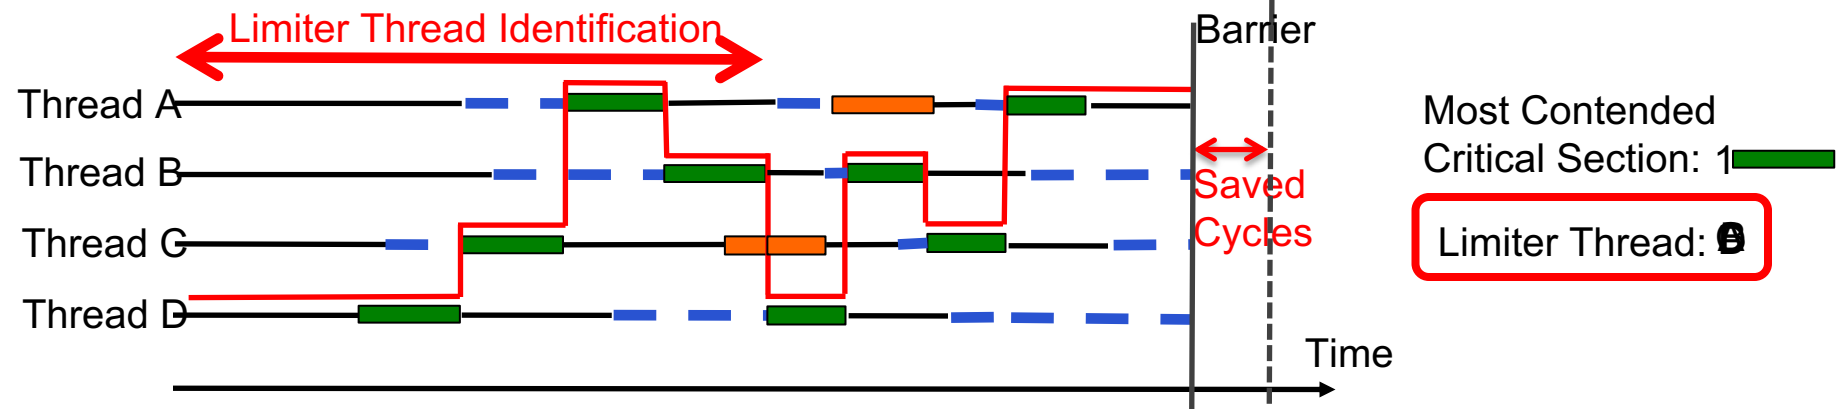 Limiter Thread Identification
Barrier
Thread A
Thread B
Thread C
Thread D
Saved
Cycles
Time
Most Contended
Critical Section: 1
Limiter Thread: